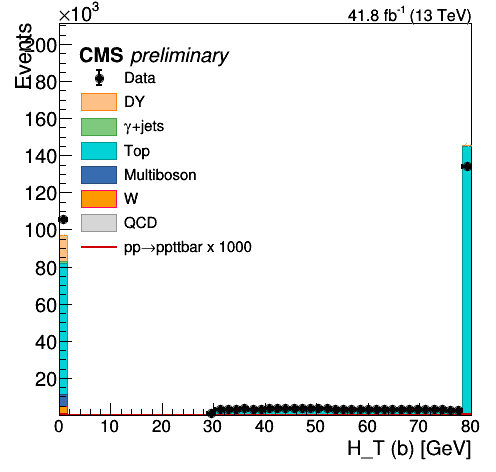 ×10³
41.8 fb⁻¹ (13 TeV)
Events
CMS preliminary
Data
DY
γ+jets
Top
Multiboson
W
QCD
pp→ppttbar x 1000
200
180
160
140
120
100
80
60
40
20
0 10 20 30 40 50 60 70 80
H_T (b) [GeV]